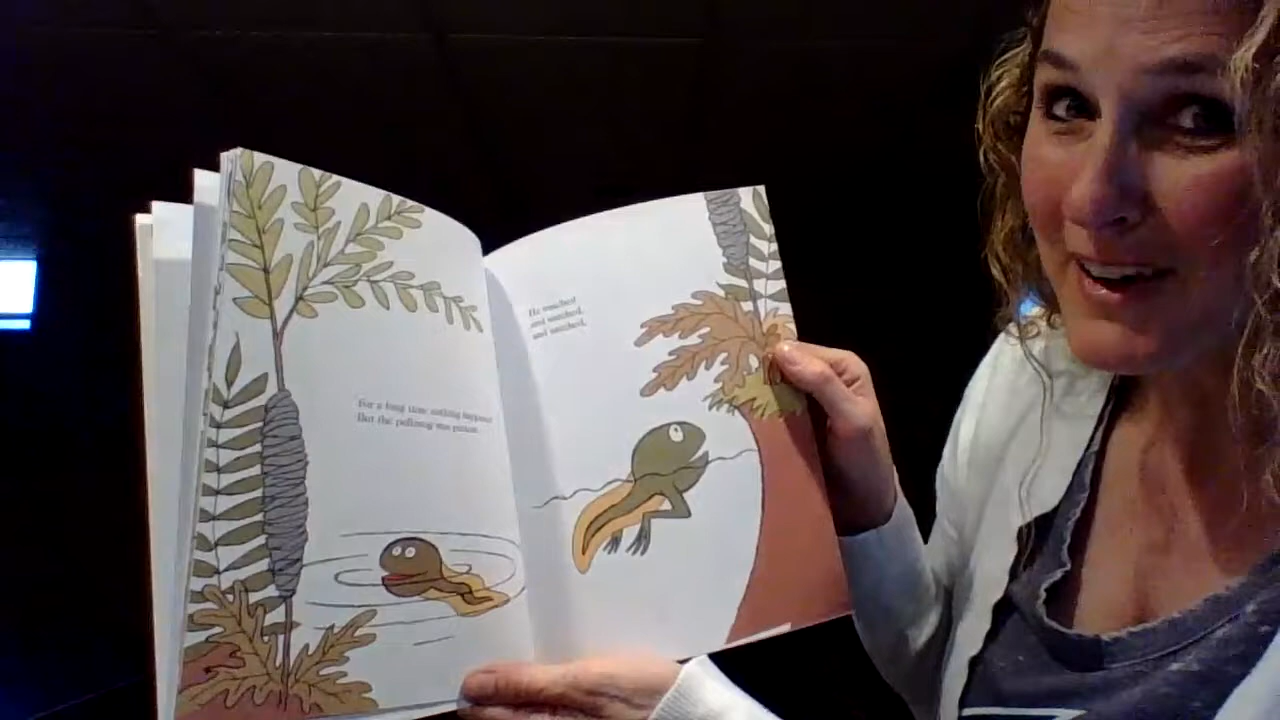 For a long time nothing happened.
But the pollywog was patient.
He watched
and watched,
and watched,